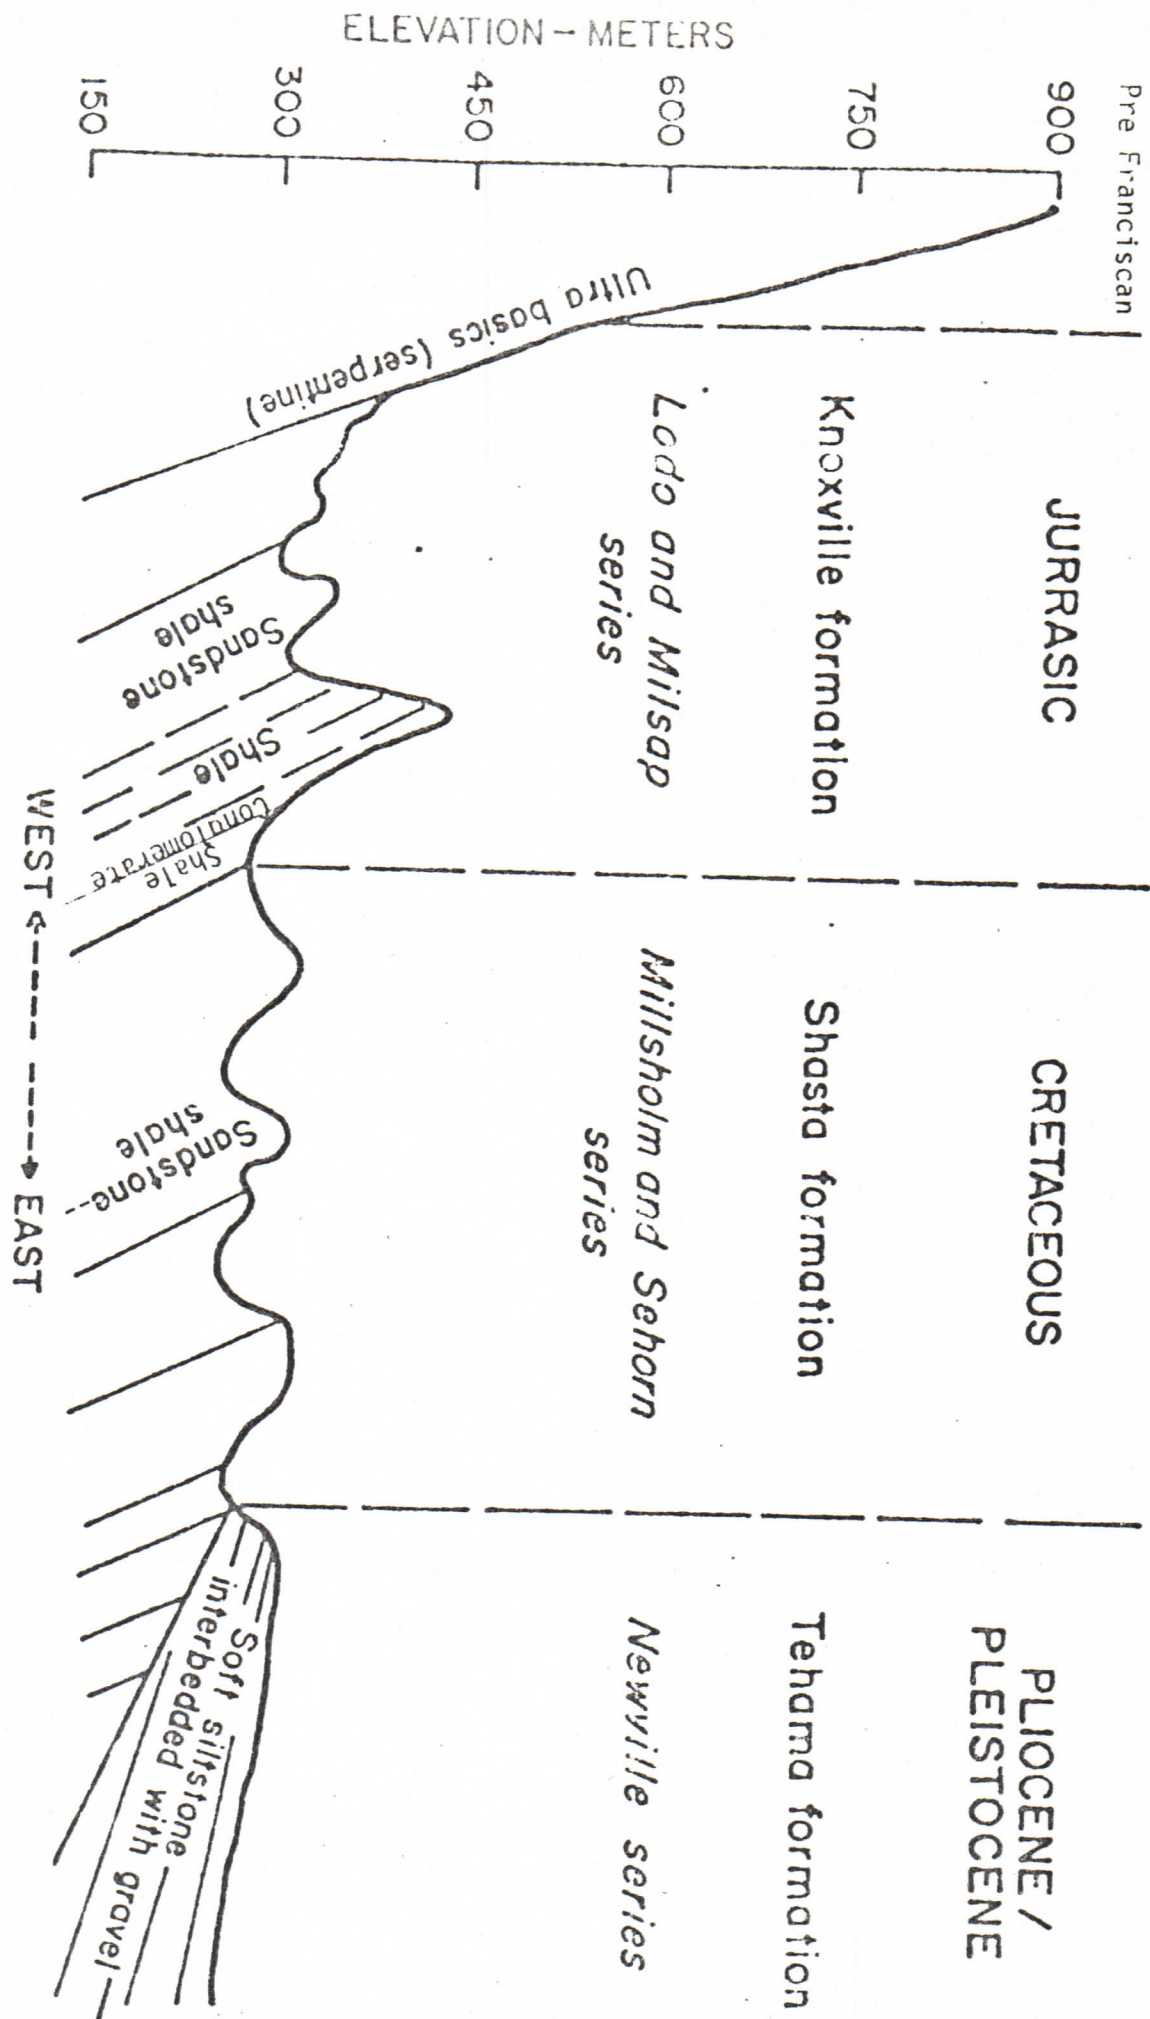 Pre Franciscan
JURRASIC
CRETACEOUS
PLIOCENE /
PLEISTOCENE
Knoxville formation
Shasta formation
Tehama formation
Lodo and Milsap
series
Millsholm and Sehorn
series
Newville series
ELEVATION – METERS
900
750
600
450
300
150
Ultra basics (serpentine)
Sandstone
shale
Shale
Conglomerate
Shale
Sandstone
shale
Soft siltstone
interbedded with gravel
WEST EAST